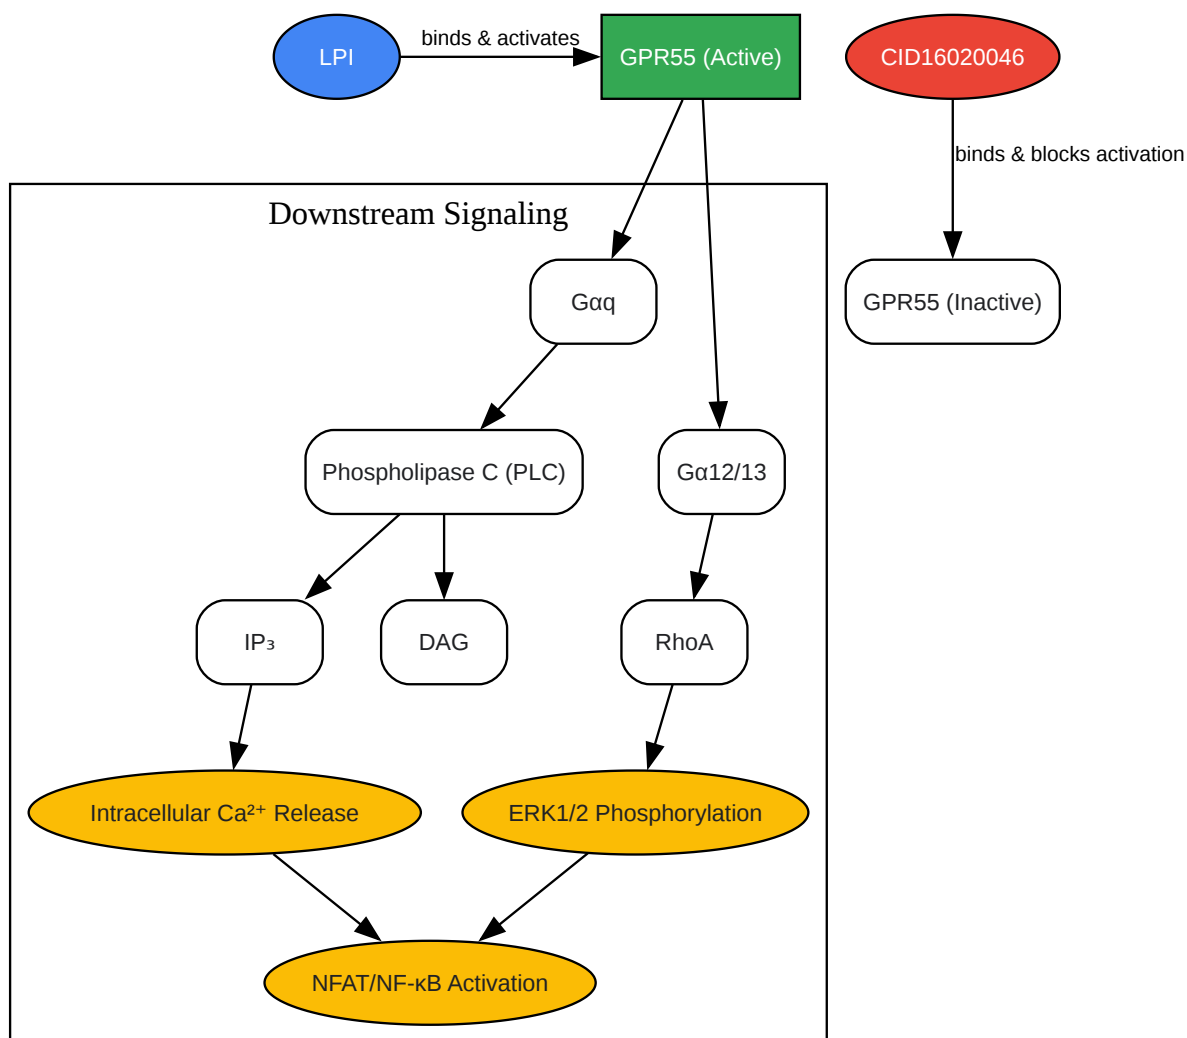 LPI
binds & activates
GPR55 (Active)
CID16020046
binds & blocks activation
Downstream Signaling
Gαq
GPR55 (Inactive)
Phospholipase C (PLC)
Gα12/13
IP₃
DAG
RhoA
Intracellular Ca²⁺ Release
ERK1/2 Phosphorylation
NFAT/NF-κB Activation